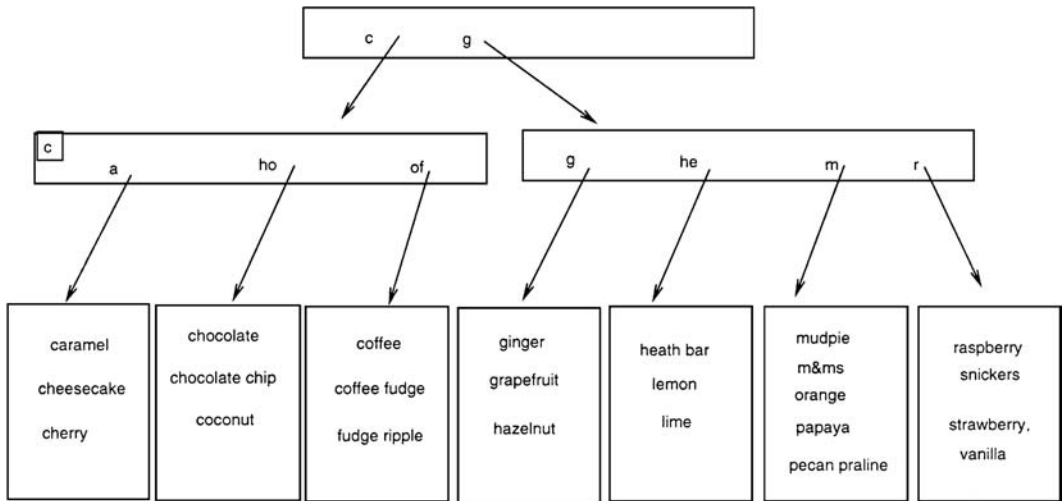 c g
c
a ho of
g he m r
caramel
cheesecake
cherry
chocolate
chocolate chip
coconut
coffee
coffee fudge
fudge ripple
ginger
grapefruit
hazelnut
heath bar
lemon
lime
mudpie
m&ms
orange
papaya
pecan praline
raspberry
snickers
strawberry,
vanilla